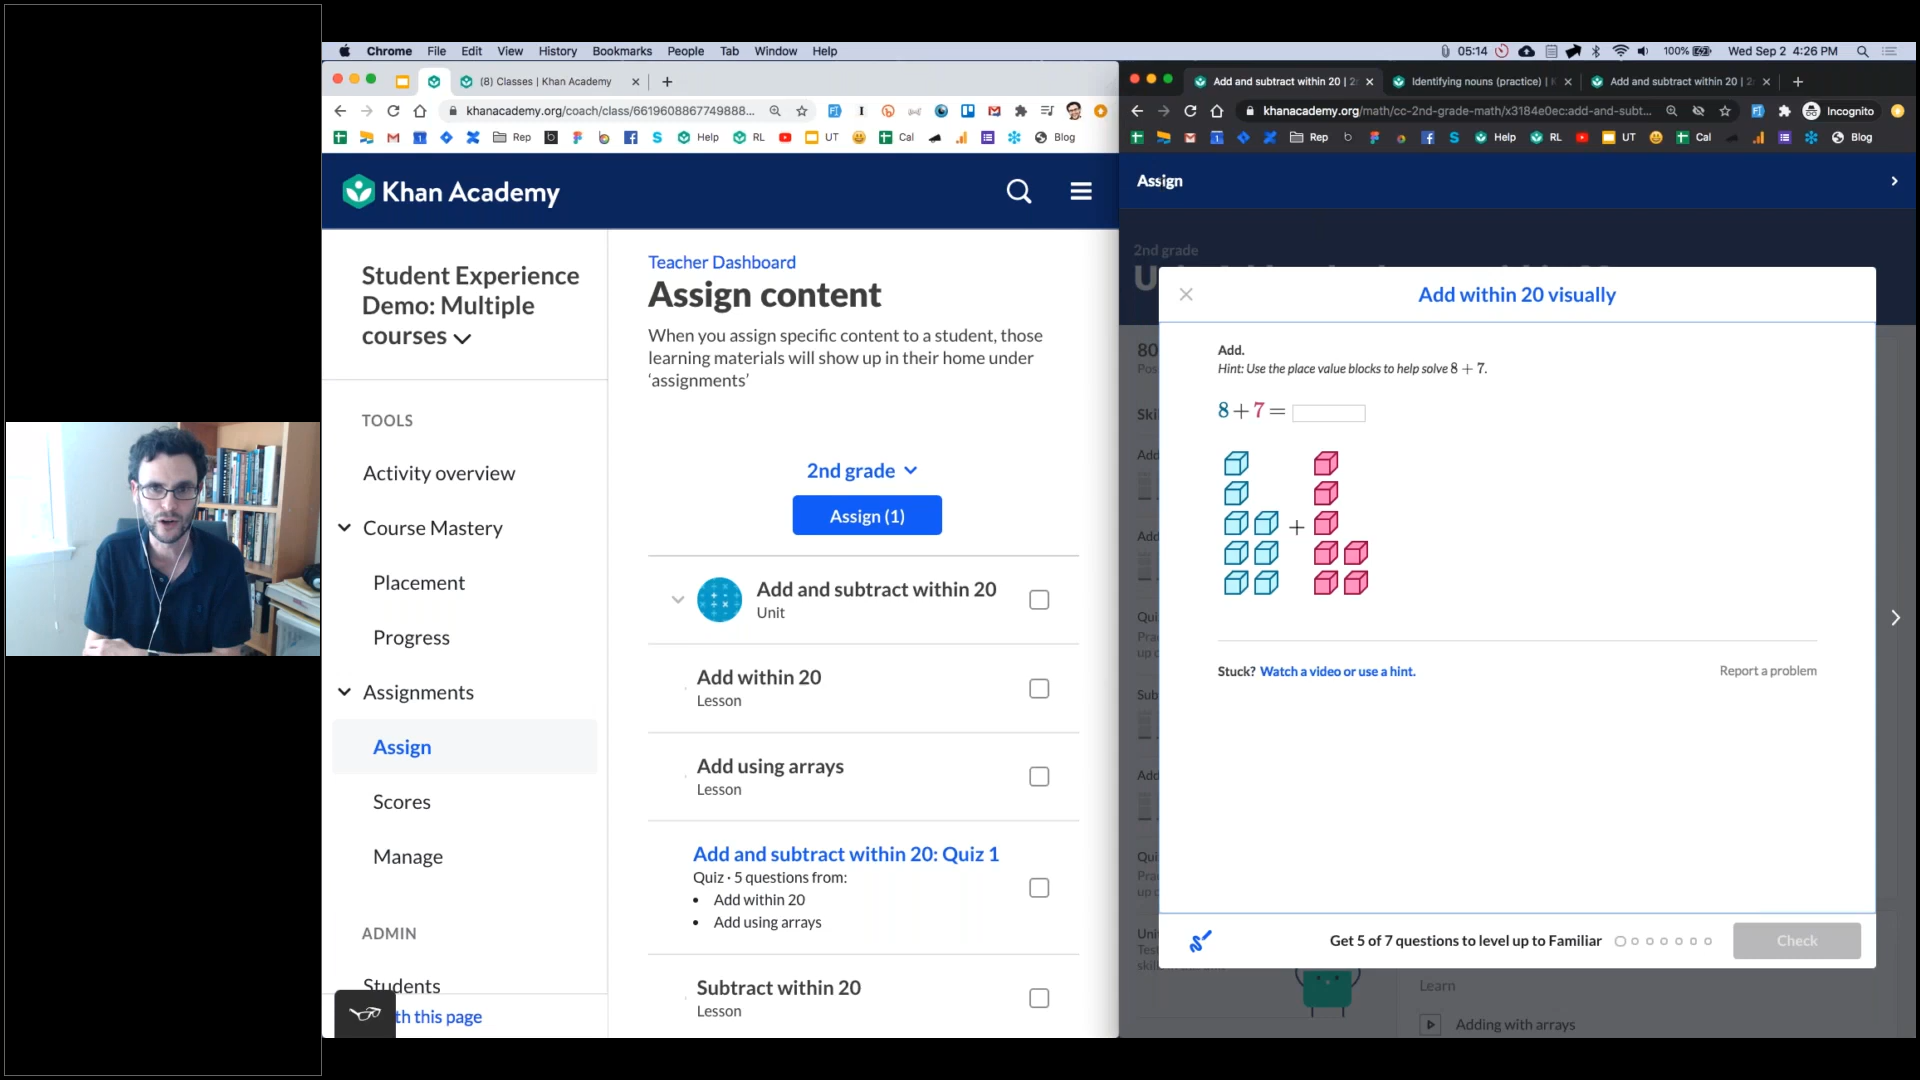 Chrome File Edit View History Bookmarks People Tab Window Help
05:14 100% Wed Sep 2 4:26 PM
(8) Classes | Khan Academy
khanacademy.org/coach/class/6619608867749888...
Rep Help RL UT Cal Blog
Khan Academy
Student Experience
Demo: Multiple
courses
TOOLS
Activity overview
Course Mastery
Placement
Progress
Assignments
Assign
Scores
Manage
ADMIN
Students
th this page
Teacher Dashboard
Assign content
When you assign specific content to a student, those
learning materials will show up in their home under
‘assignments’
2nd grade
Assign (1)
Add and subtract within 20
Unit
Add within 20
Lesson
Add using arrays
Lesson
Add and subtract within 20: Quiz 1
Quiz · 5 questions from:
• Add within 20
• Add using arrays
Subtract within 20
Lesson
Add and subtract within 20 | 2
Identifying nouns (practice) | K
Add and subtract within 20 | 2
khanacademy.org/math/cc-2nd-grade-math/x3184e0ec:add-and-subt...
Incognito
Rep Help RL UT Cal Blog
Assign
2nd grade
Add within 20 visually
Add.
Hint: Use the place value blocks to help solve 8 + 7.
8 + 7 =
+
Stuck? Watch a video or use a hint.
Report a problem
Get 5 of 7 questions to level up to Familiar
Check
Learn
Adding with arrays